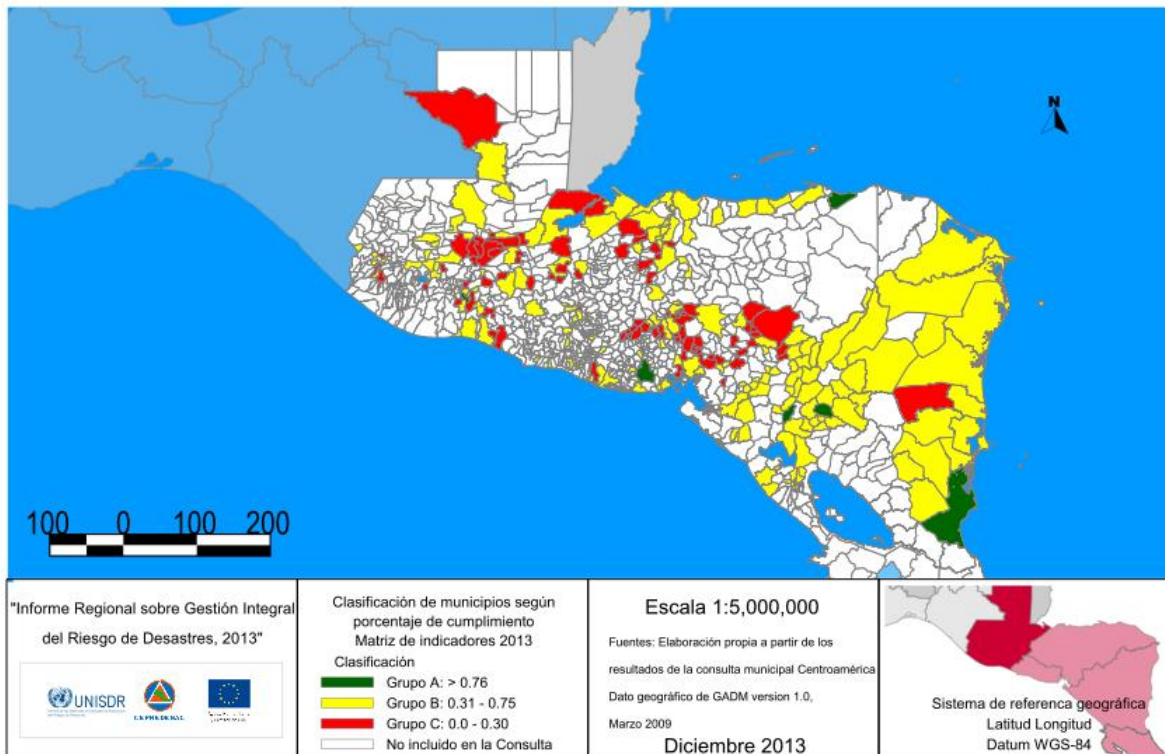 N
100 0 100 200
"Informe Regional sobre Gestión Integral
del Riesgo de Desastres, 2013"
UNISDR
Clasificación de municipios según
porcentaje de cumplimiento
Matriz de indicadores 2013
Clasificación
Grupo A: > 0.76
Grupo B: 0.31 - 0.75
Grupo C: 0.0 - 0.30
No incluido en la Consulta
Escala 1:5,000,000
Fuentes: Elaboración propia a partir de los
resultados de la consulta municipal Centroamérica
Dato geográfico de GADM version 1.0,
Marzo 2009
Diciembre 2013
Sistema de referenca geográfica
Latitud Longitud
Datum WGS-84